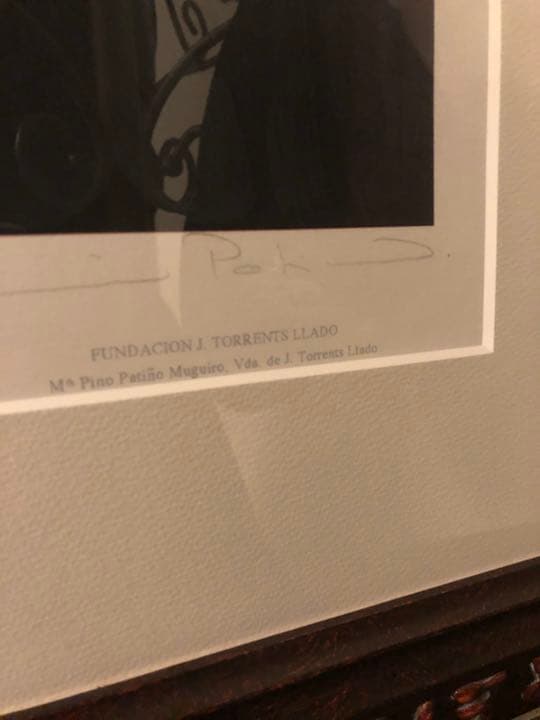 FUNDACION J. TORRENTS LLADO
Mª Pino Patiño Muguiro, Vda. de J. Torrents Llado